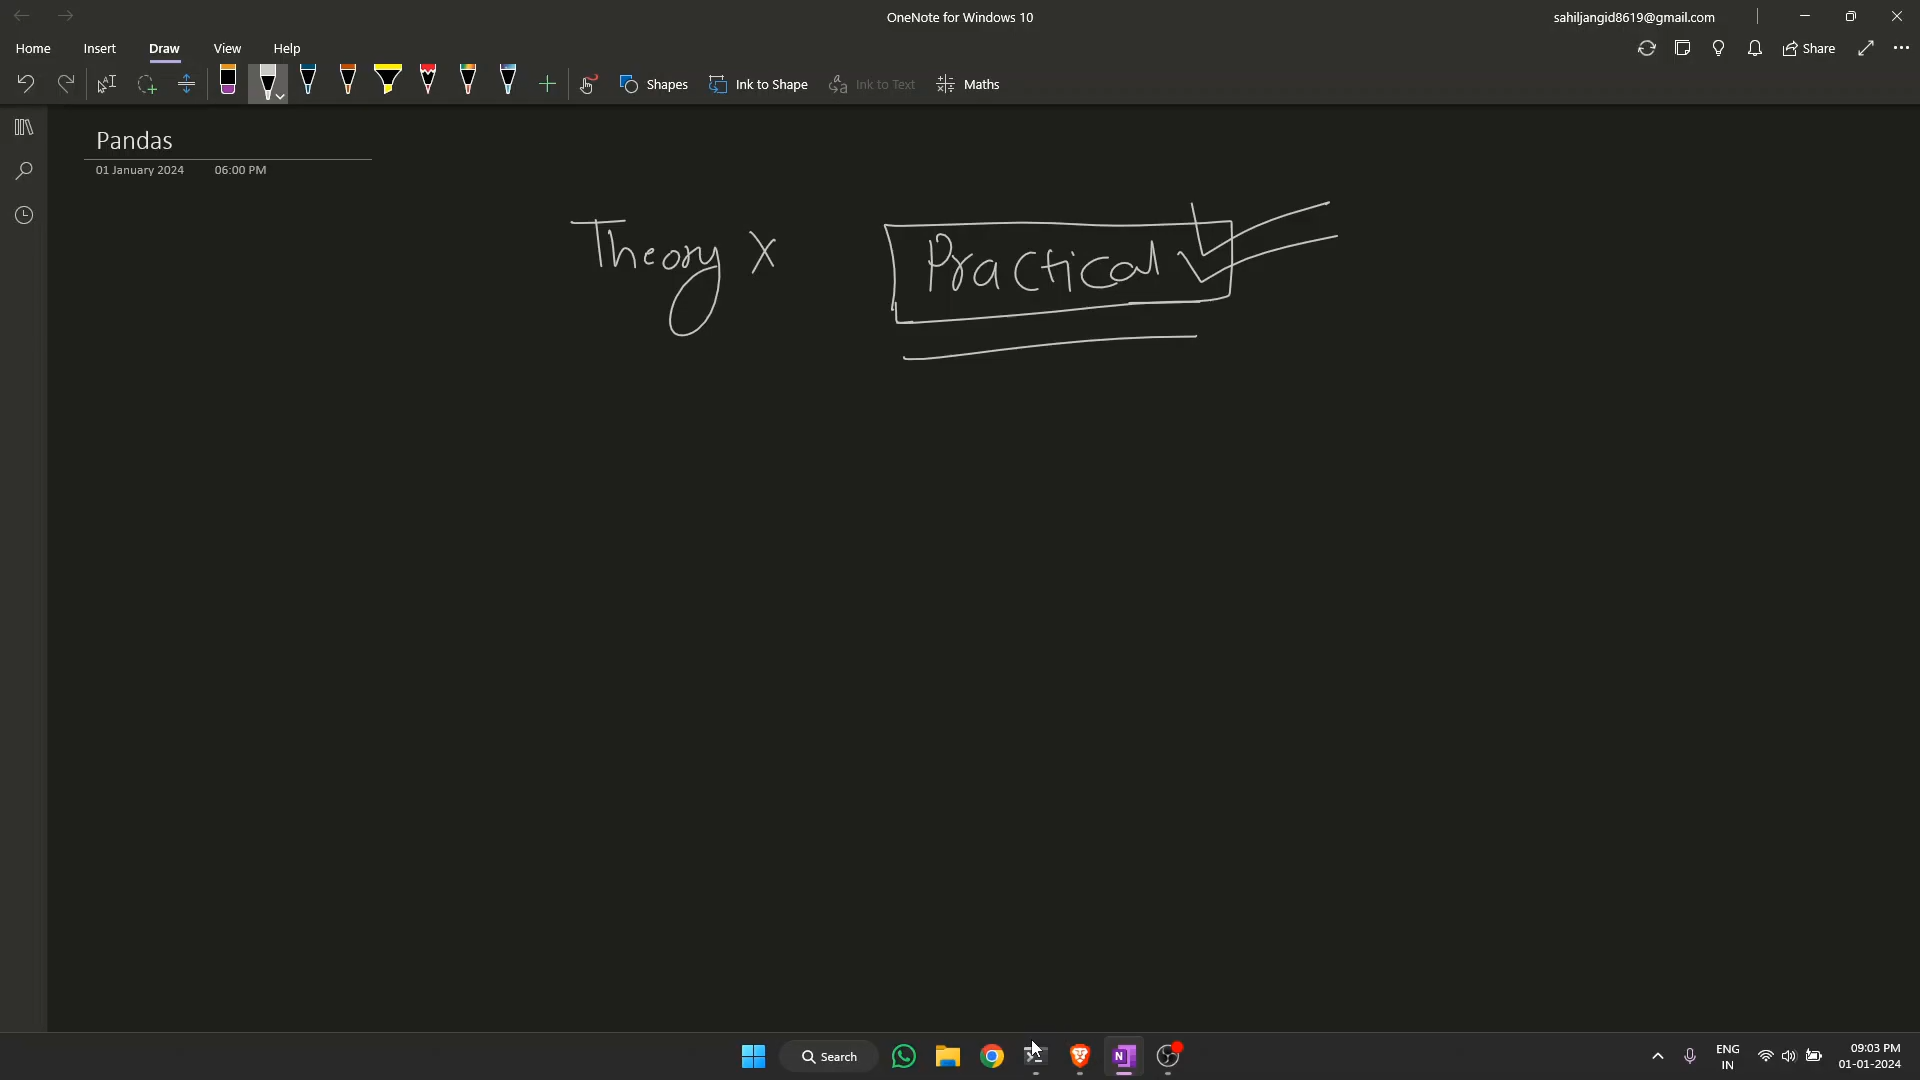 OneNote for Windows 10
sahiljangid8619@gmail.com
Home Insert Draw View Help
Share
Shapes Ink to Shape Ink to Text Maths
Pandas
01 January 2024 06:00 PM
Theory X Practical
Search
ENG
IN
09:03 PM
01-01-2024